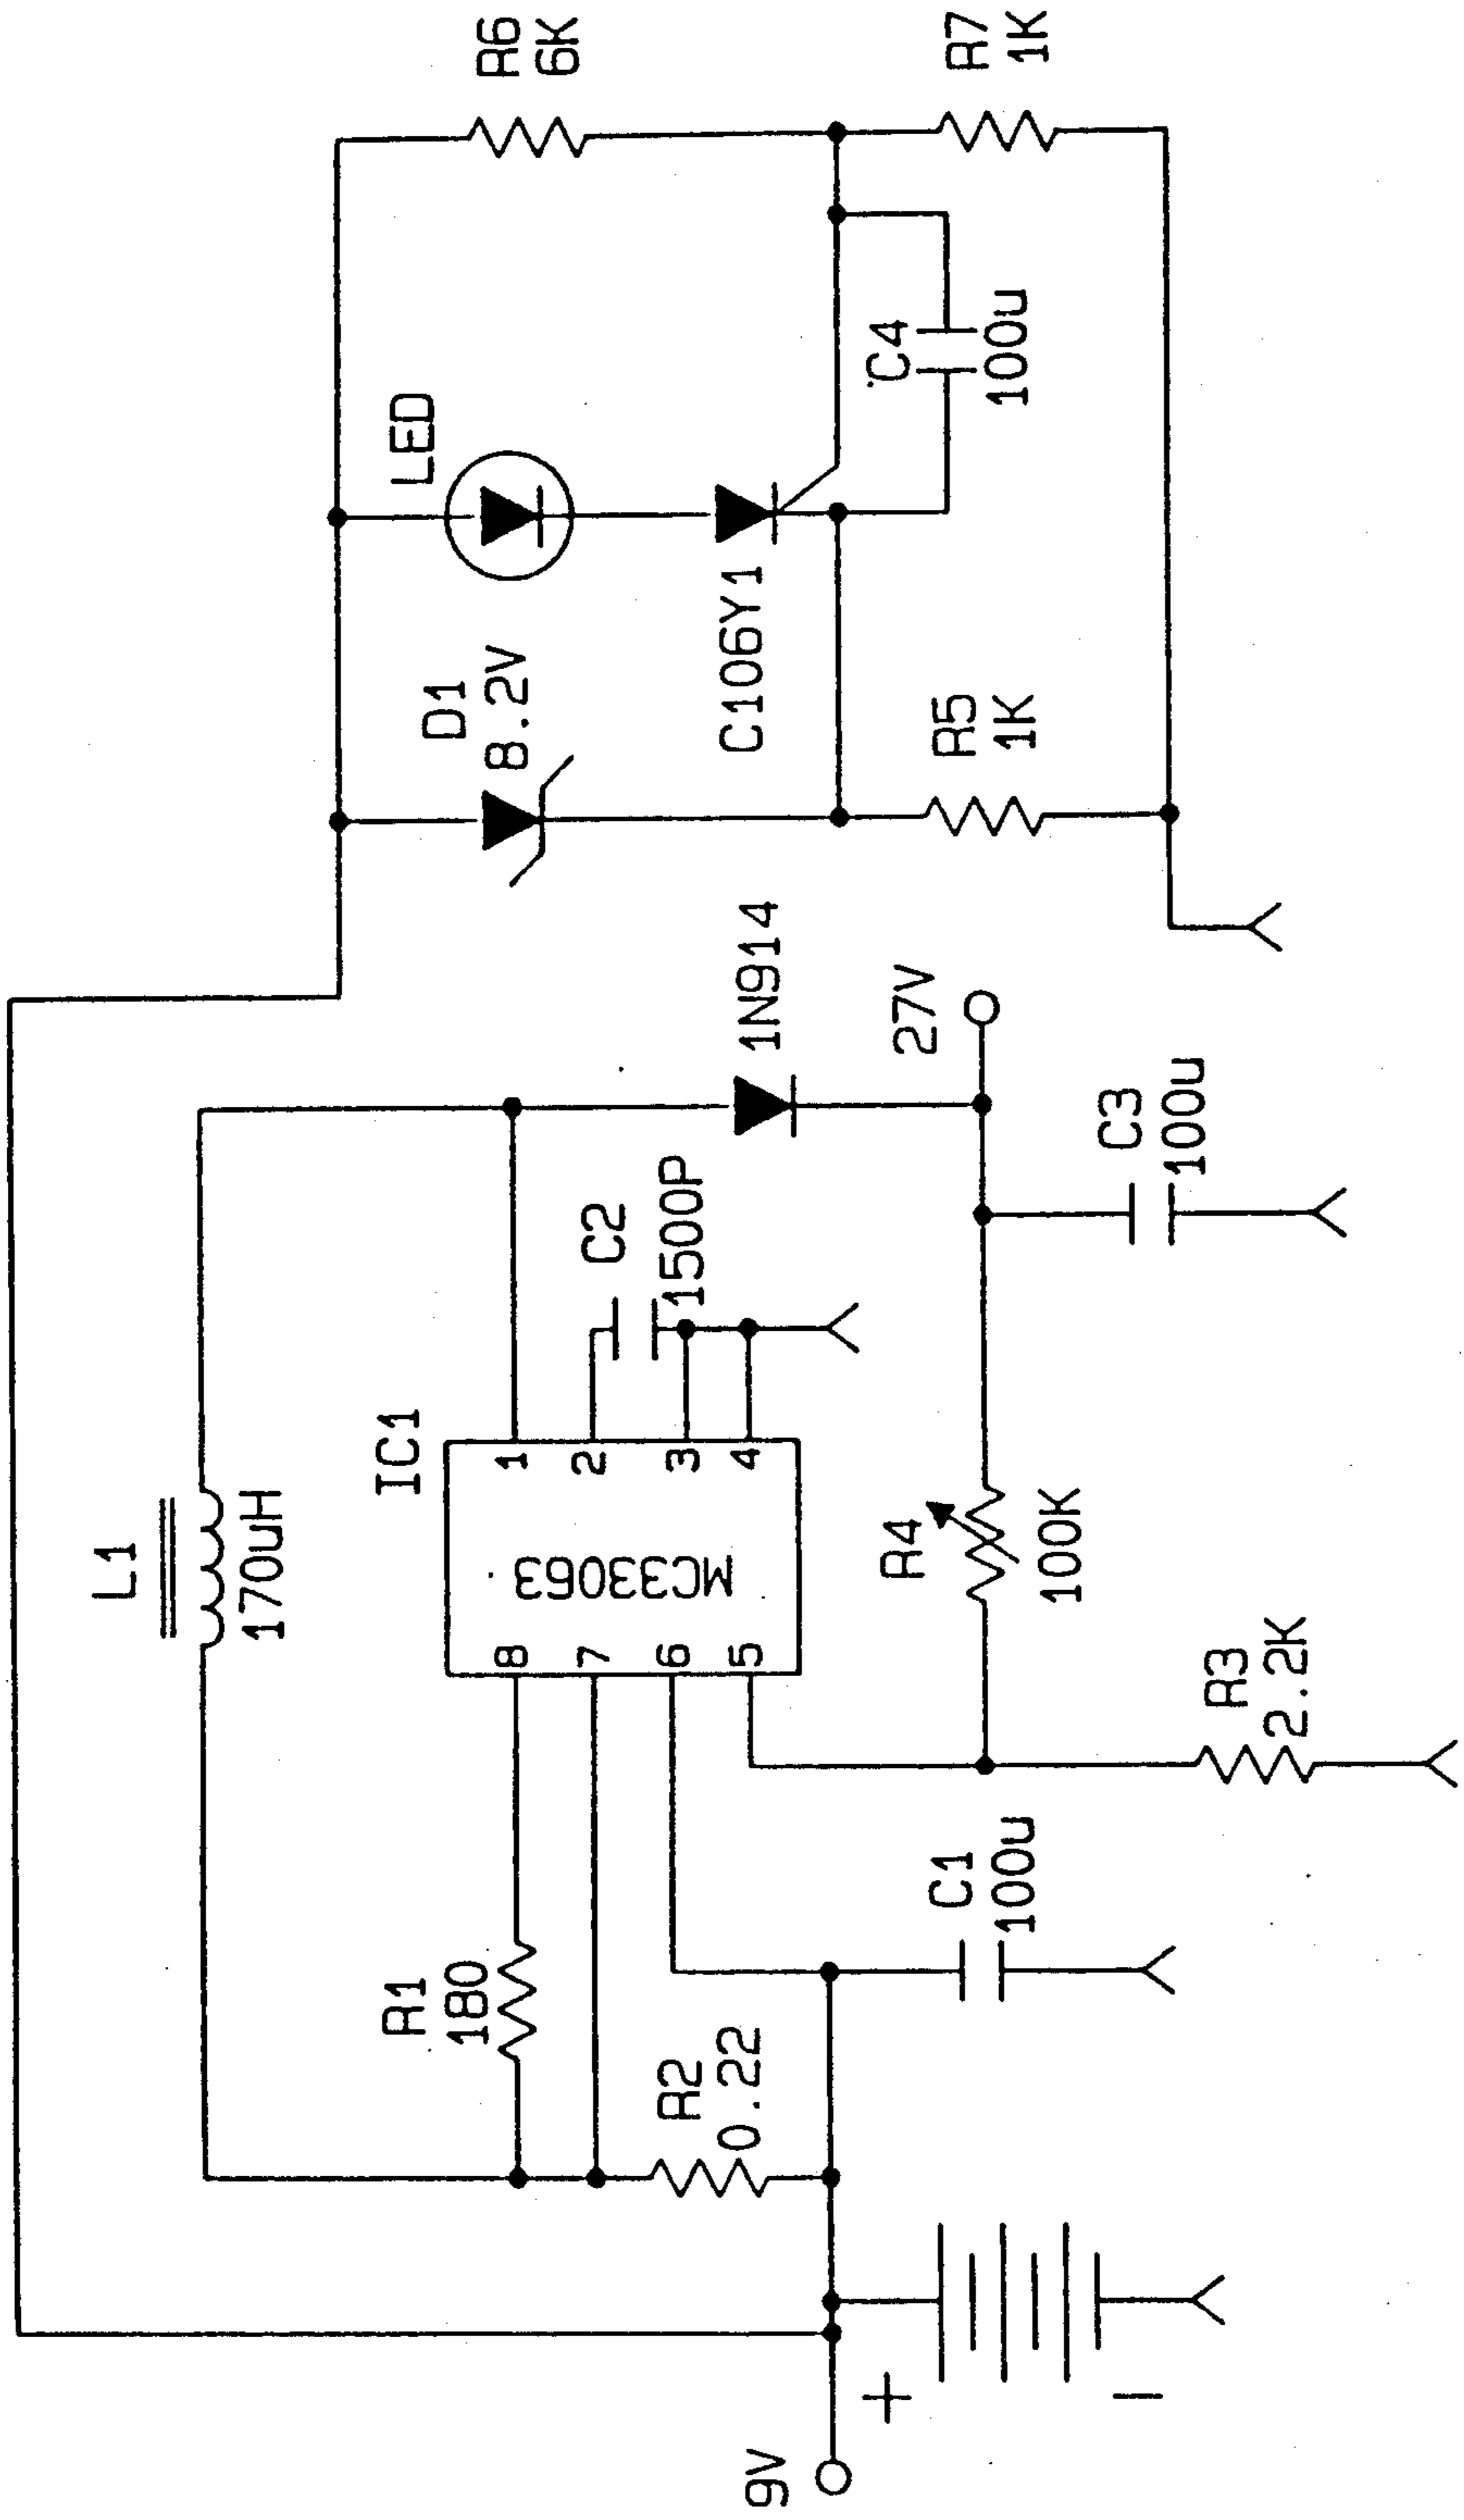 R6
6K
R7
1K
LED
C4
100u
D1
8.2V
C106Y1
R5
1K
1N914
27V
C3
100u
C2
1500P
L1
170uH
IC1
MC33063
1
2
3
4
8
7
6
5
R4
100K
R3
2.2K
R1
180
R2
0.22
C1
100u
9V
+
-